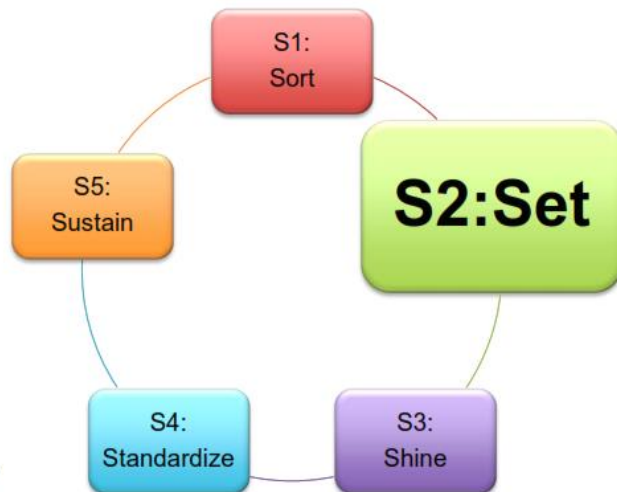 S1:
Sort
S2:Set
S3:
Shine
S4:
Standardize
S5:
Sustain